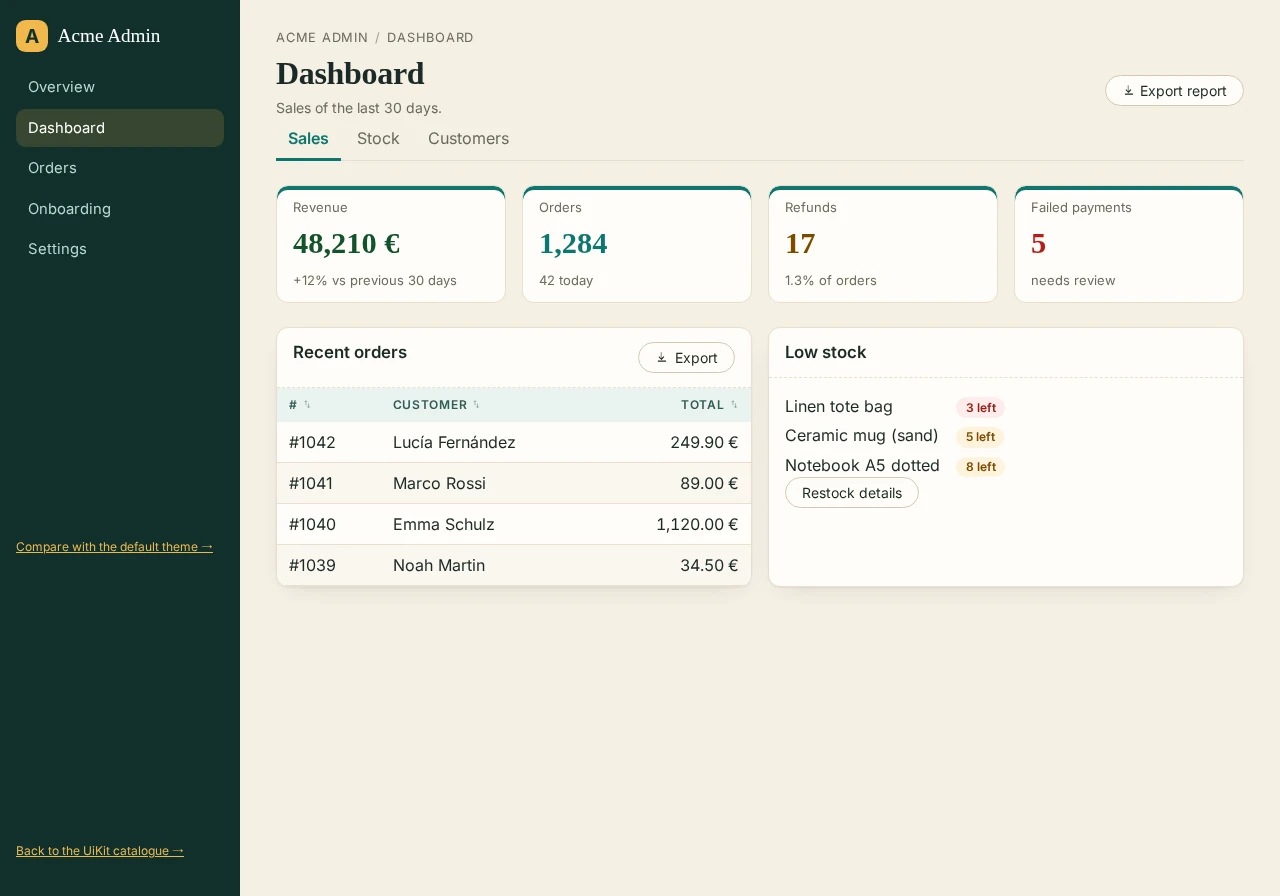 A Acme Admin
Overview
Dashboard
Orders
Onboarding
Settings
Compare with the default theme →
Back to the UiKit catalogue →
ACME ADMIN / DASHBOARD
Dashboard
Sales of the last 30 days.
Export report
Sales Stock Customers
Revenue
48,210 €
+12% vs previous 30 days
Orders
1,284
42 today
Refunds
17
1.3% of orders
Failed payments
5
needs review
Recent orders
Export
# CUSTOMER TOTAL
#1042 Lucía Fernández 249.90 €
#1041 Marco Rossi 89.00 €
#1040 Emma Schulz 1,120.00 €
#1039 Noah Martin 34.50 €
Low stock
Linen tote bag 3 left
Ceramic mug (sand) 5 left
Notebook A5 dotted 8 left
Restock details